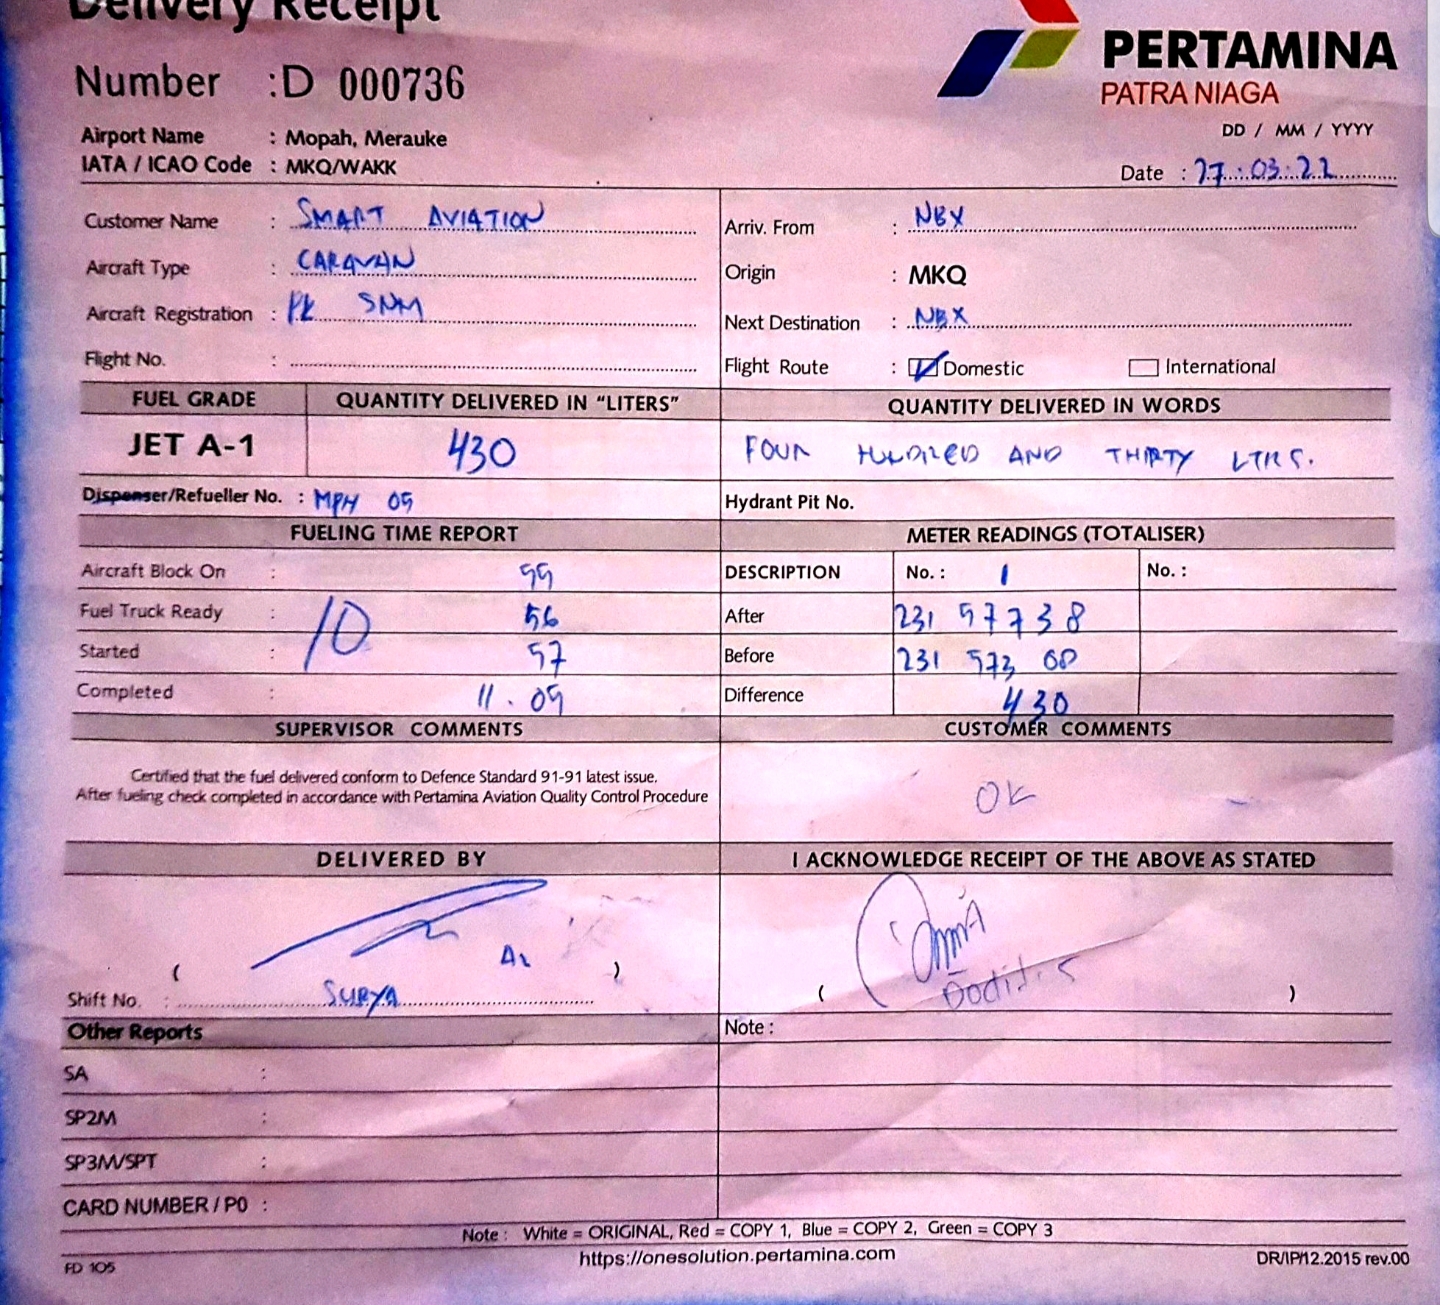 Delivery Receipt
PERTAMINA
PATRA NIAGA
Number : D 000736
Airport Name : Mopah, Merauke
IATA / ICAO Code : MKQ/WAKK
DD / MM / YYYY
Date : 27.03.22
Customer Name : SMART AVIATION
Arriv. From : NBX
Aircraft Type : CARAVAN
Origin : MKQ
Aircraft Registration : PK SNM
Next Destination : NBX
Flight No. :
Flight Route : Domestic International
FUEL GRADE QUANTITY DELIVERED IN "LITERS" QUANTITY DELIVERED IN WORDS
JET A-1 430 FOUR HUNDRED AND THIRTY LTRS.
Dispenser/Refueller No. : MPH 05 Hydrant Pit No.
FUELING TIME REPORT METER READINGS (TOTALISER)
Aircraft Block On : 55 DESCRIPTION No. : 1 No. :
Fuel Truck Ready : 10 56 After 231 57738
Started : 57 Before 231 573 08
Completed : 11.05 Difference 430
SUPERVISOR COMMENTS CUSTOMER COMMENTS
Certified that the fuel delivered conform to Defence Standard 91-91 latest issue.
After fueling check completed in accordance with Pertamina Aviation Quality Control Procedure
OK
DELIVERED BY I ACKNOWLEDGE RECEIPT OF THE ABOVE AS STATED
( )
Shift No. : SURYA
( )
Other Reports Note :
SA :
SP2M :
SP3M/SPT :
CARD NUMBER / P0 :
Note : White = ORIGINAL, Red = COPY 1, Blue = COPY 2, Green = COPY 3
FD 105 https://onesolution.pertamina.com DR/IP/12.2015 rev.00